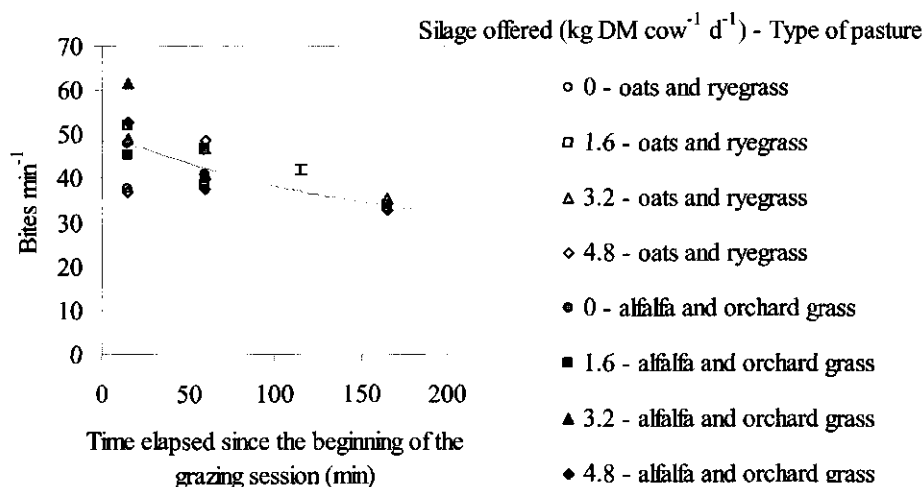 Silage offered (kg DM cow⁻¹ d⁻¹) - Type of pasture
70
60
50
40
30
20
10
0
Bites min⁻¹
0 50 100 150 200
Time elapsed since the beginning of the
grazing session (min)
0 - oats and ryegrass
1.6 - oats and ryegrass
3.2 - oats and ryegrass
4.8 - oats and ryegrass
0 - alfalfa and orchard grass
1.6 - alfalfa and orchard grass
3.2 - alfalfa and orchard grass
4.8 - alfalfa and orchard grass